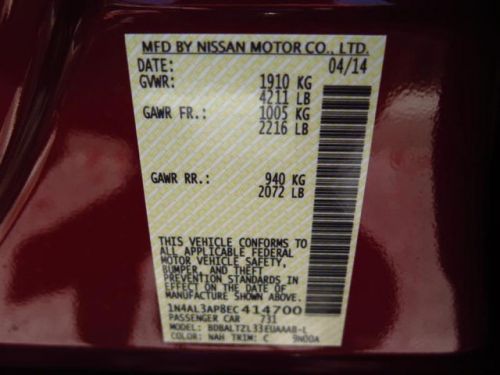 MFD BY NISSAN MOTOR CO., LTD.
DATE: 04/14
GVWR: 1910 KG
4211 LB
GAWR FR.: 1005 KG
2216 LB
GAWR RR.: 940 KG
2072 LB
THIS VEHICLE CONFORMS TO
ALL APPLICABLE FEDERAL
MOTOR VEHICLE SAFETY,
BUMPER, AND THEFT
PREVENTION STANDARDS IN
EFFECT ON THE DATE OF
MANUFACTURE SHOWN ABOVE.
1N4AL3AP8EC414700
PASSENGER CAR 731
MODEL: BDBALTZL33EUAAAB-L
COLOR: NAH TRIM: C 9N00A